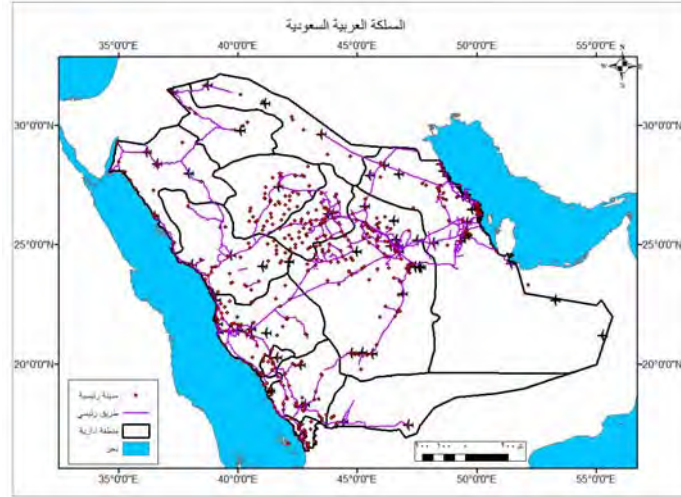 المملكة العربية السعودية
35°0'0"E 40°0'0"E 45°0'0"E 50°0'0"E 55°0'0"E
N
W E
S
30°0'0"N 30°0'0"N
25°0'0"N 25°0'0"N
20°0'0"N 20°0'0"N
مدينة رئيسية
طريق رئيسي
منطقة ادارية
بحر
35°0'0"E 40°0'0"E 45°0'0"E 50°0'0"E 55°0'0"E